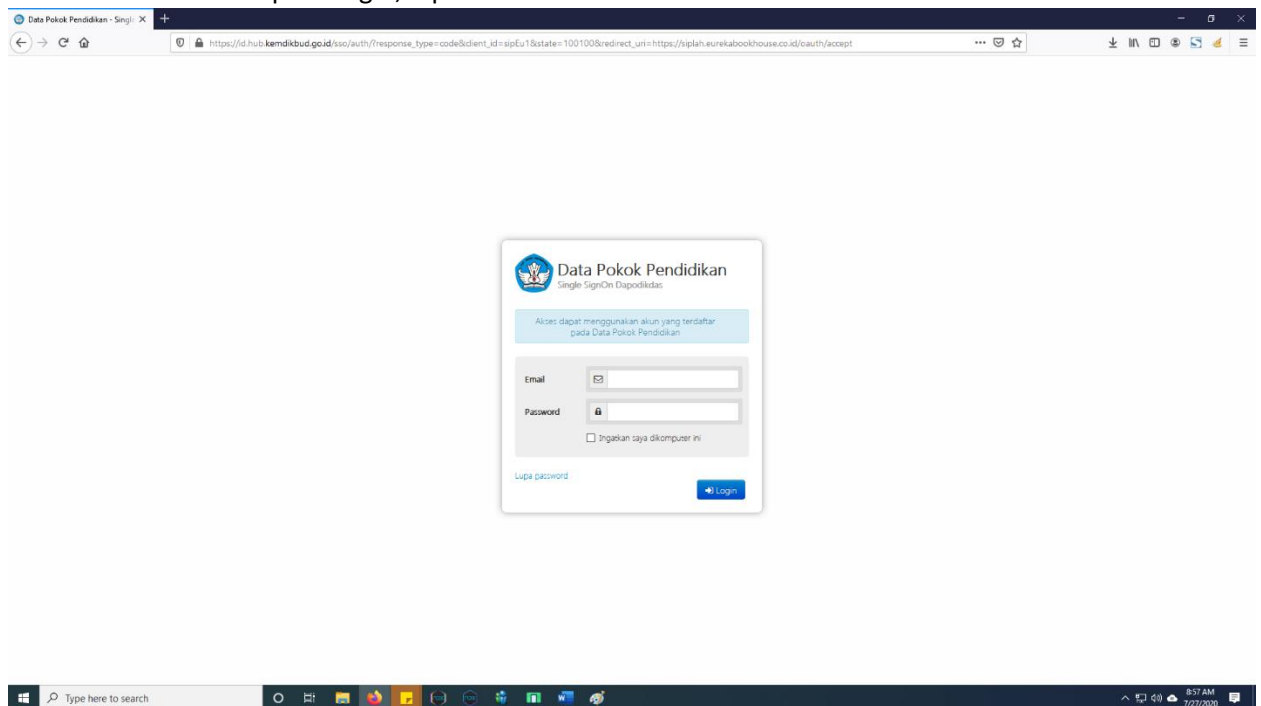 Data Pokok Pendidikan - Singl
https://id.hub.kemdikbud.go.id/sso/auth/?response_type=code&client_id=sipEu1&state=100100&redirect_uri=https://siplah.eurekabookhouse.co.id/oauth/accept
Data Pokok Pendidikan
Single SignOn Dapodikdas
Akses dapat menggunakan akun yang terdaftar
pada Data Pokok Pendidikan
Email
Password
Ingatkan saya dikomputer ini
Lupa password
Login
Type here to search
8:57 AM
7/27/2020